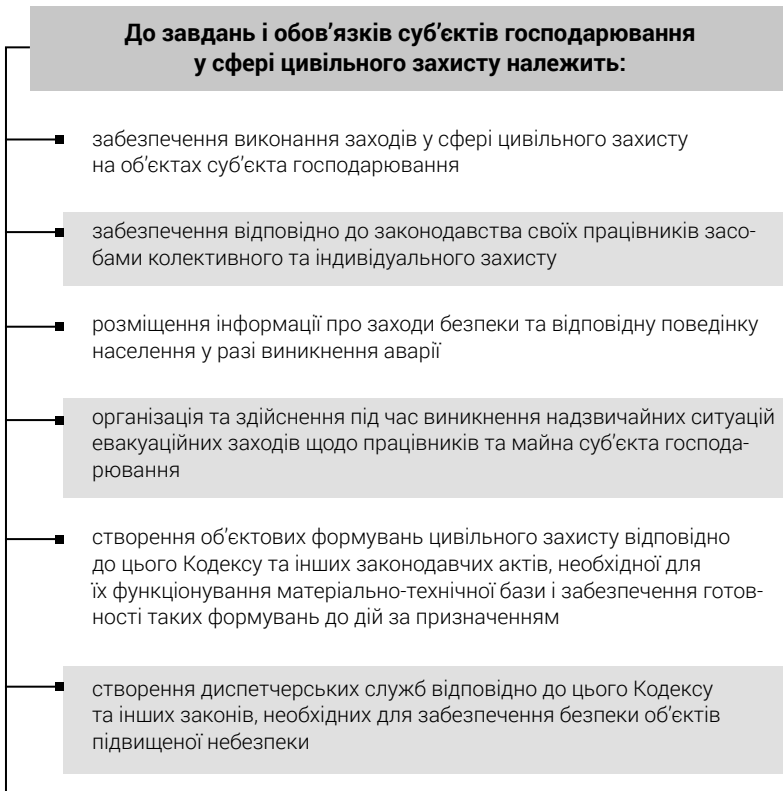 До завдань і обов’язків суб’єктів господарювання
у сфері цивільного захисту належить:
забезпечення виконання заходів у сфері цивільного захисту
на об’єктах суб’єкта господарювання
забезпечення відповідно до законодавства своїх працівників засо-
бами колективного та індивідуального захисту
розміщення інформації про заходи безпеки та відповідну поведінку
населення у разі виникнення аварії
організація та здійснення під час виникнення надзвичайних ситуацій
евакуаційних заходів щодо працівників та майна суб’єкта господа-
рювання
створення об’єктових формувань цивільного захисту відповідно
до цього Кодексу та інших законодавчих актів, необхідної для
їх функціонування матеріально-технічної бази і забезпечення готов-
ності таких формувань до дій за призначенням
створення диспетчерських служб відповідно до цього Кодексу
та інших законів, необхідних для забезпечення безпеки об’єктів
підвищеної небезпеки